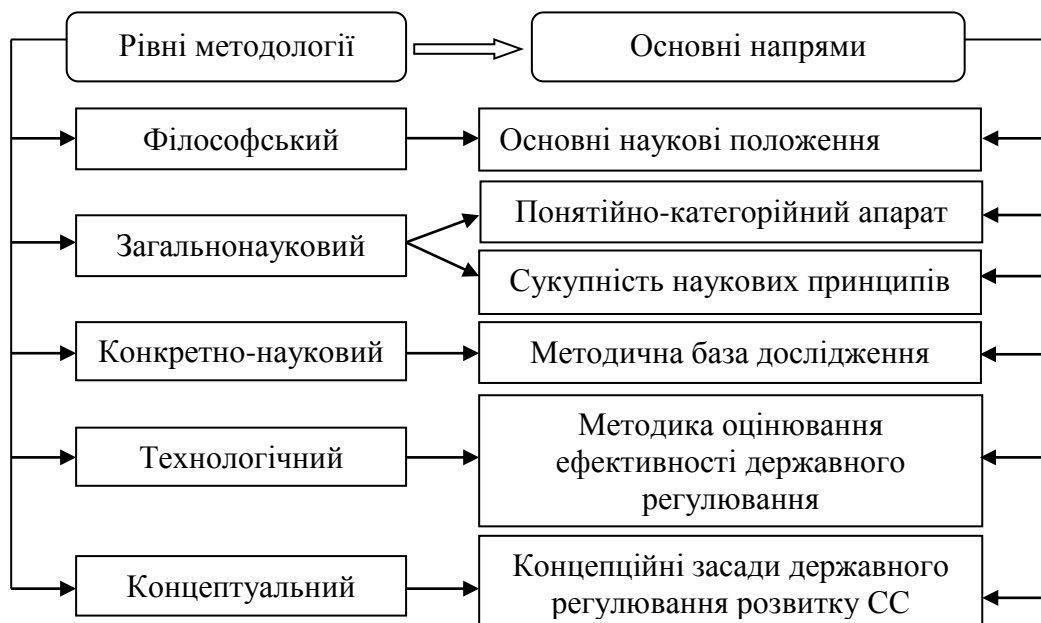 Рівні методології
Основні напрями
Філософський
Основні наукові положення
Загальнонауковий
Понятійно-категорійний апарат
Сукупність наукових принципів
Конкретно-науковий
Методична база дослідження
Технологічний
Методика оцінювання
ефективності державного
регулювання
Концептуальний
Концепційні засади державного
регулювання розвитку СС